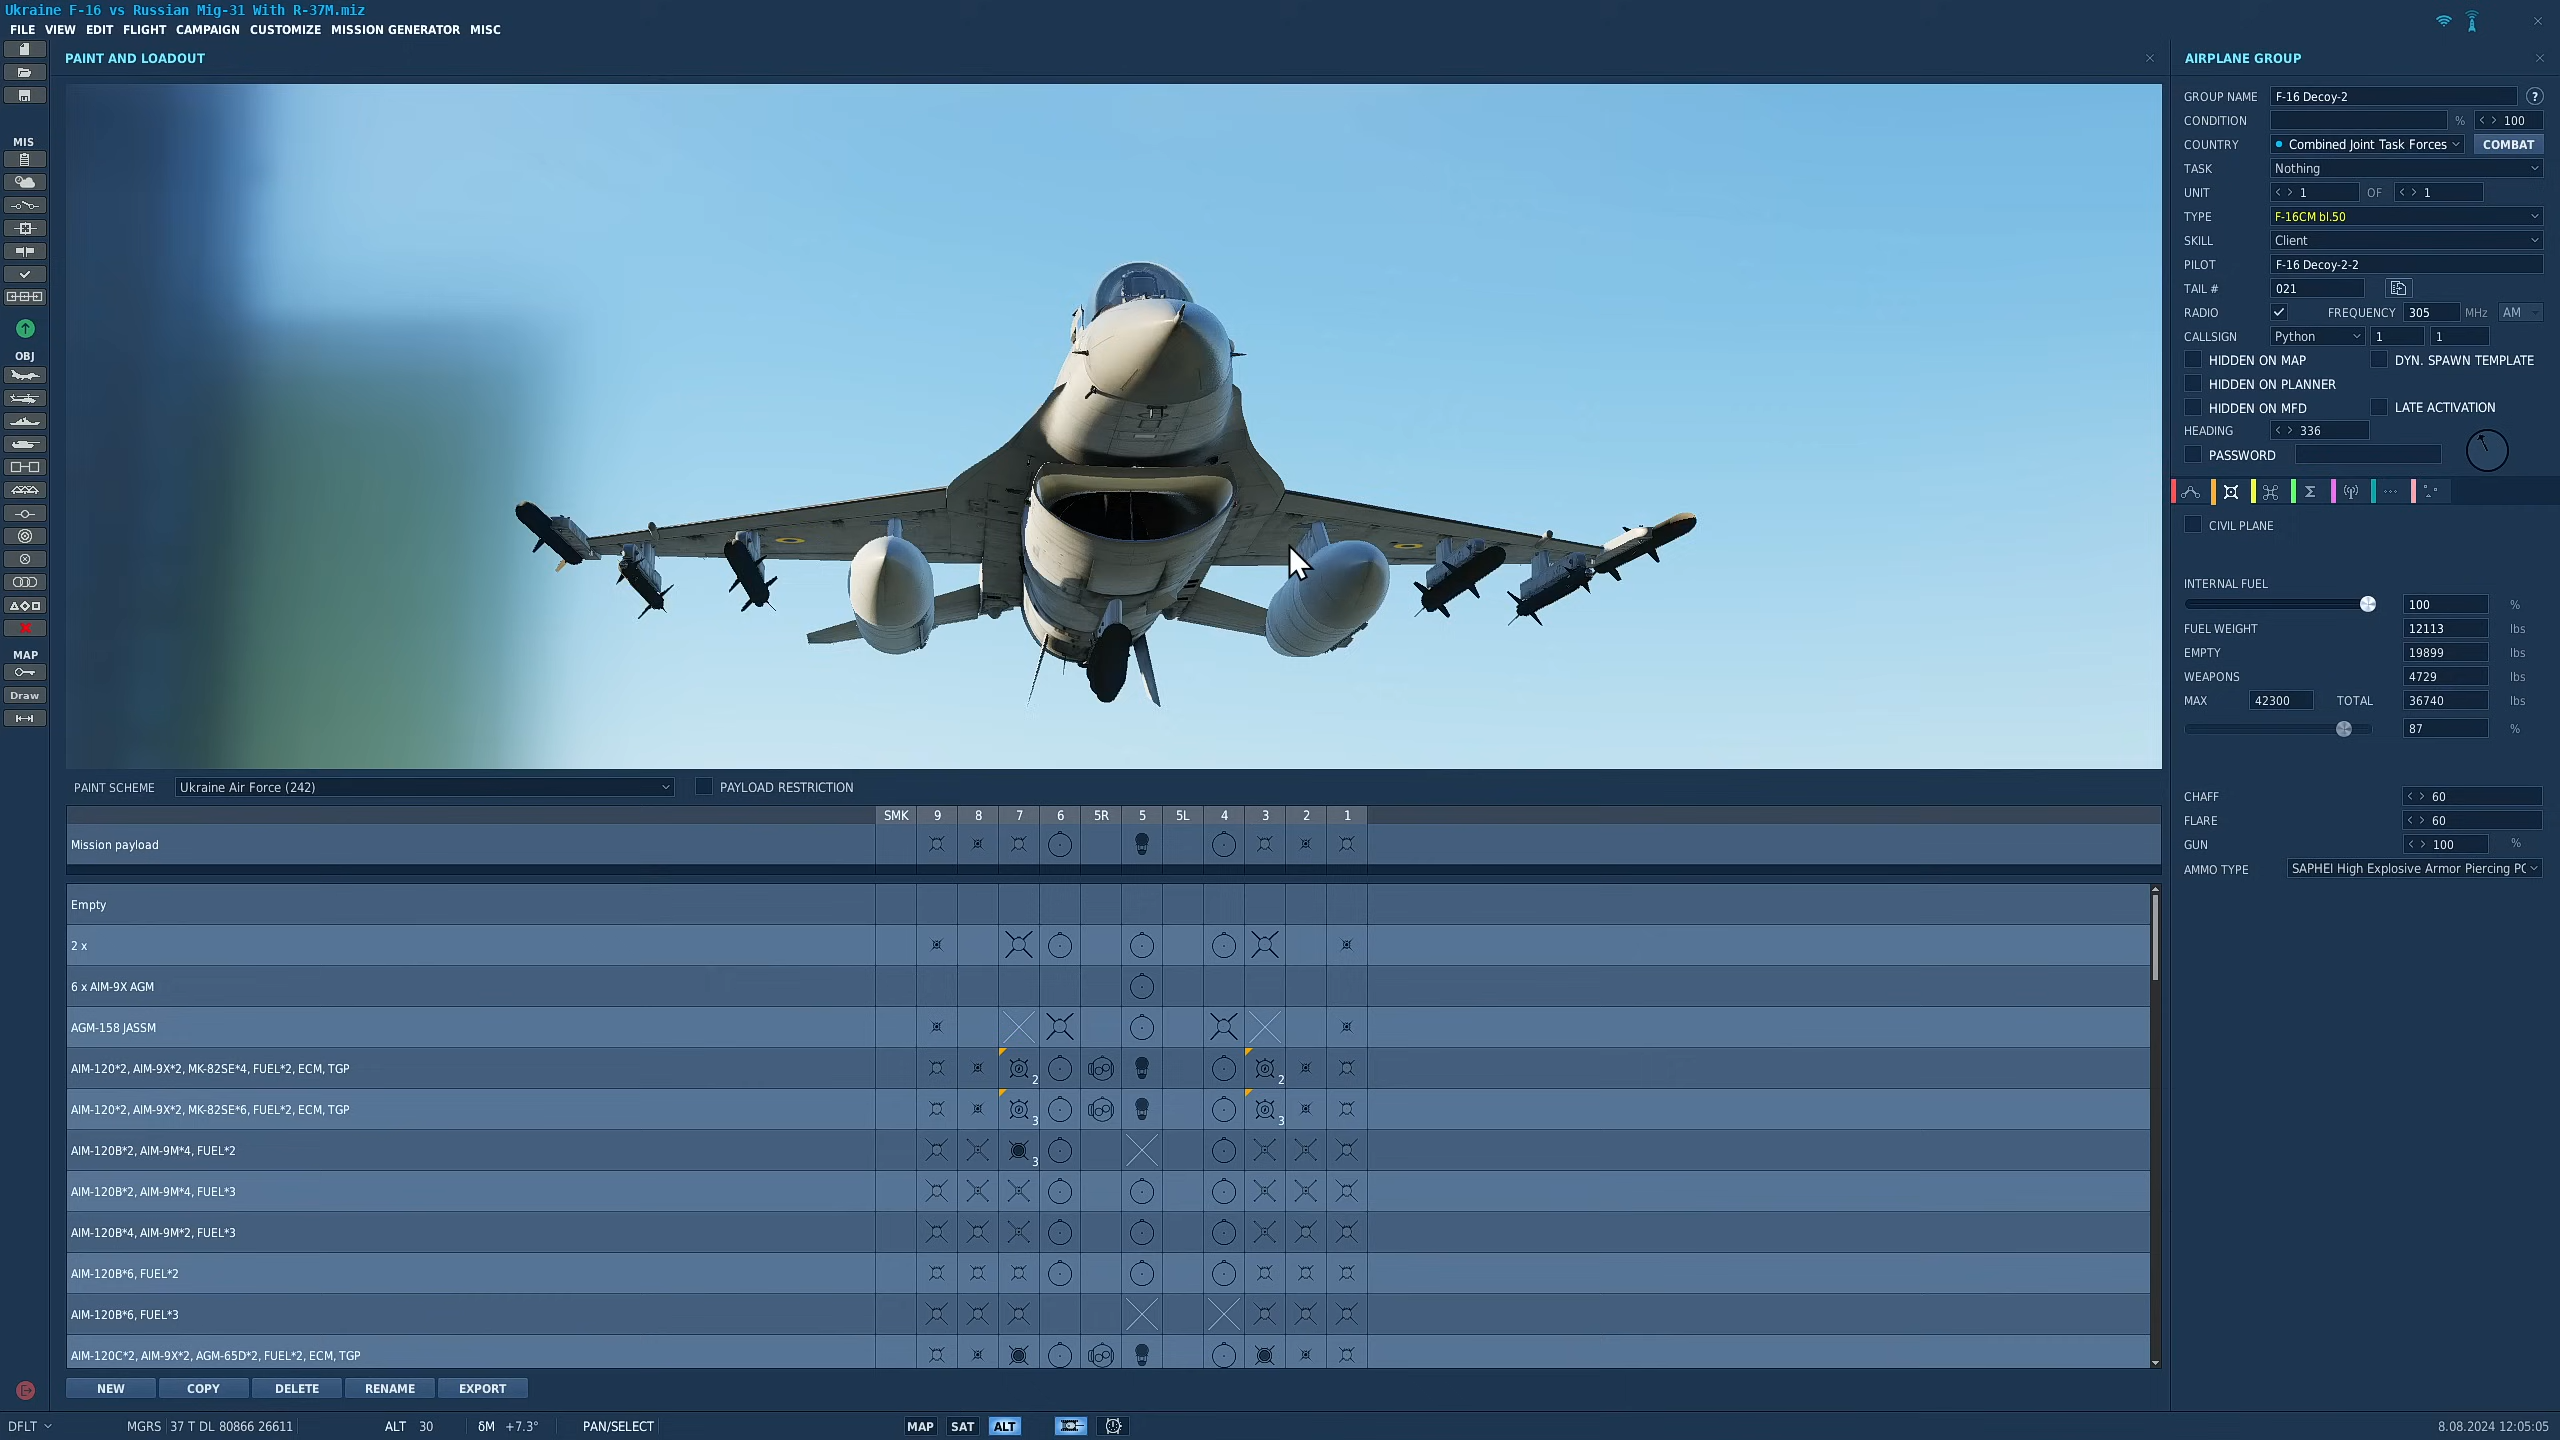 Ukraine F-16 vs Russian Mig-31 With R-37M.miz
FILE VIEW EDIT FLIGHT CAMPAIGN CUSTOMIZE MISSION GENERATOR MISC
PAINT AND LOADOUT
AIRPLANE GROUP
GROUP NAME F-16 Decoy-2 ?
CONDITION % < > 100
COUNTRY Combined Joint Task Forces COMBAT
TASK Nothing
UNIT < > 1 OF < > 1
TYPE F-16CM bl.50
SKILL Client
PILOT F-16 Decoy-2-2
TAIL # 021
RADIO FREQUENCY 305 MHz AM
CALLSIGN Python 1 1
HIDDEN ON MAP DYN. SPAWN TEMPLATE
HIDDEN ON PLANNER
HIDDEN ON MFD LATE ACTIVATION
HEADING < > 336
PASSWORD
CIVIL PLANE
INTERNAL FUEL
100 %
FUEL WEIGHT 12113 lbs
EMPTY 19899 lbs
WEAPONS 4729 lbs
MAX 42300 TOTAL 36740 lbs
87 %
CHAFF < > 60
FLARE < > 60
GUN < > 100 %
AMMO TYPE SAPHEI High Explosive Armor Piercing PC
MIS
OBJ
MAP
Draw
PAINT SCHEME Ukraine Air Force (242) PAYLOAD RESTRICTION
SMK 9 8 7 6 5R 5 5L 4 3 2 1
Mission payload
Empty
2 x
6 x AIM-9X AGM
AGM-158 JASSM
AIM-120*2, AIM-9X*2, MK-82SE*4, FUEL*2, ECM, TGP 2 2
AIM-120*2, AIM-9X*2, MK-82SE*6, FUEL*2, ECM, TGP 3 3
AIM-120B*2, AIM-9M*4, FUEL*2 3
AIM-120B*2, AIM-9M*4, FUEL*3
AIM-120B*4, AIM-9M*2, FUEL*3
AIM-120B*6, FUEL*2
AIM-120B*6, FUEL*3
AIM-120C*2, AIM-9X*2, AGM-65D*2, FUEL*2, ECM, TGP
NEW COPY DELETE RENAME EXPORT
DFLT MGRS 37 T DL 80866 26611 ALT 30 δM +7.3° PAN/SELECT MAP SAT ALT 8.08.2024 12:05:05